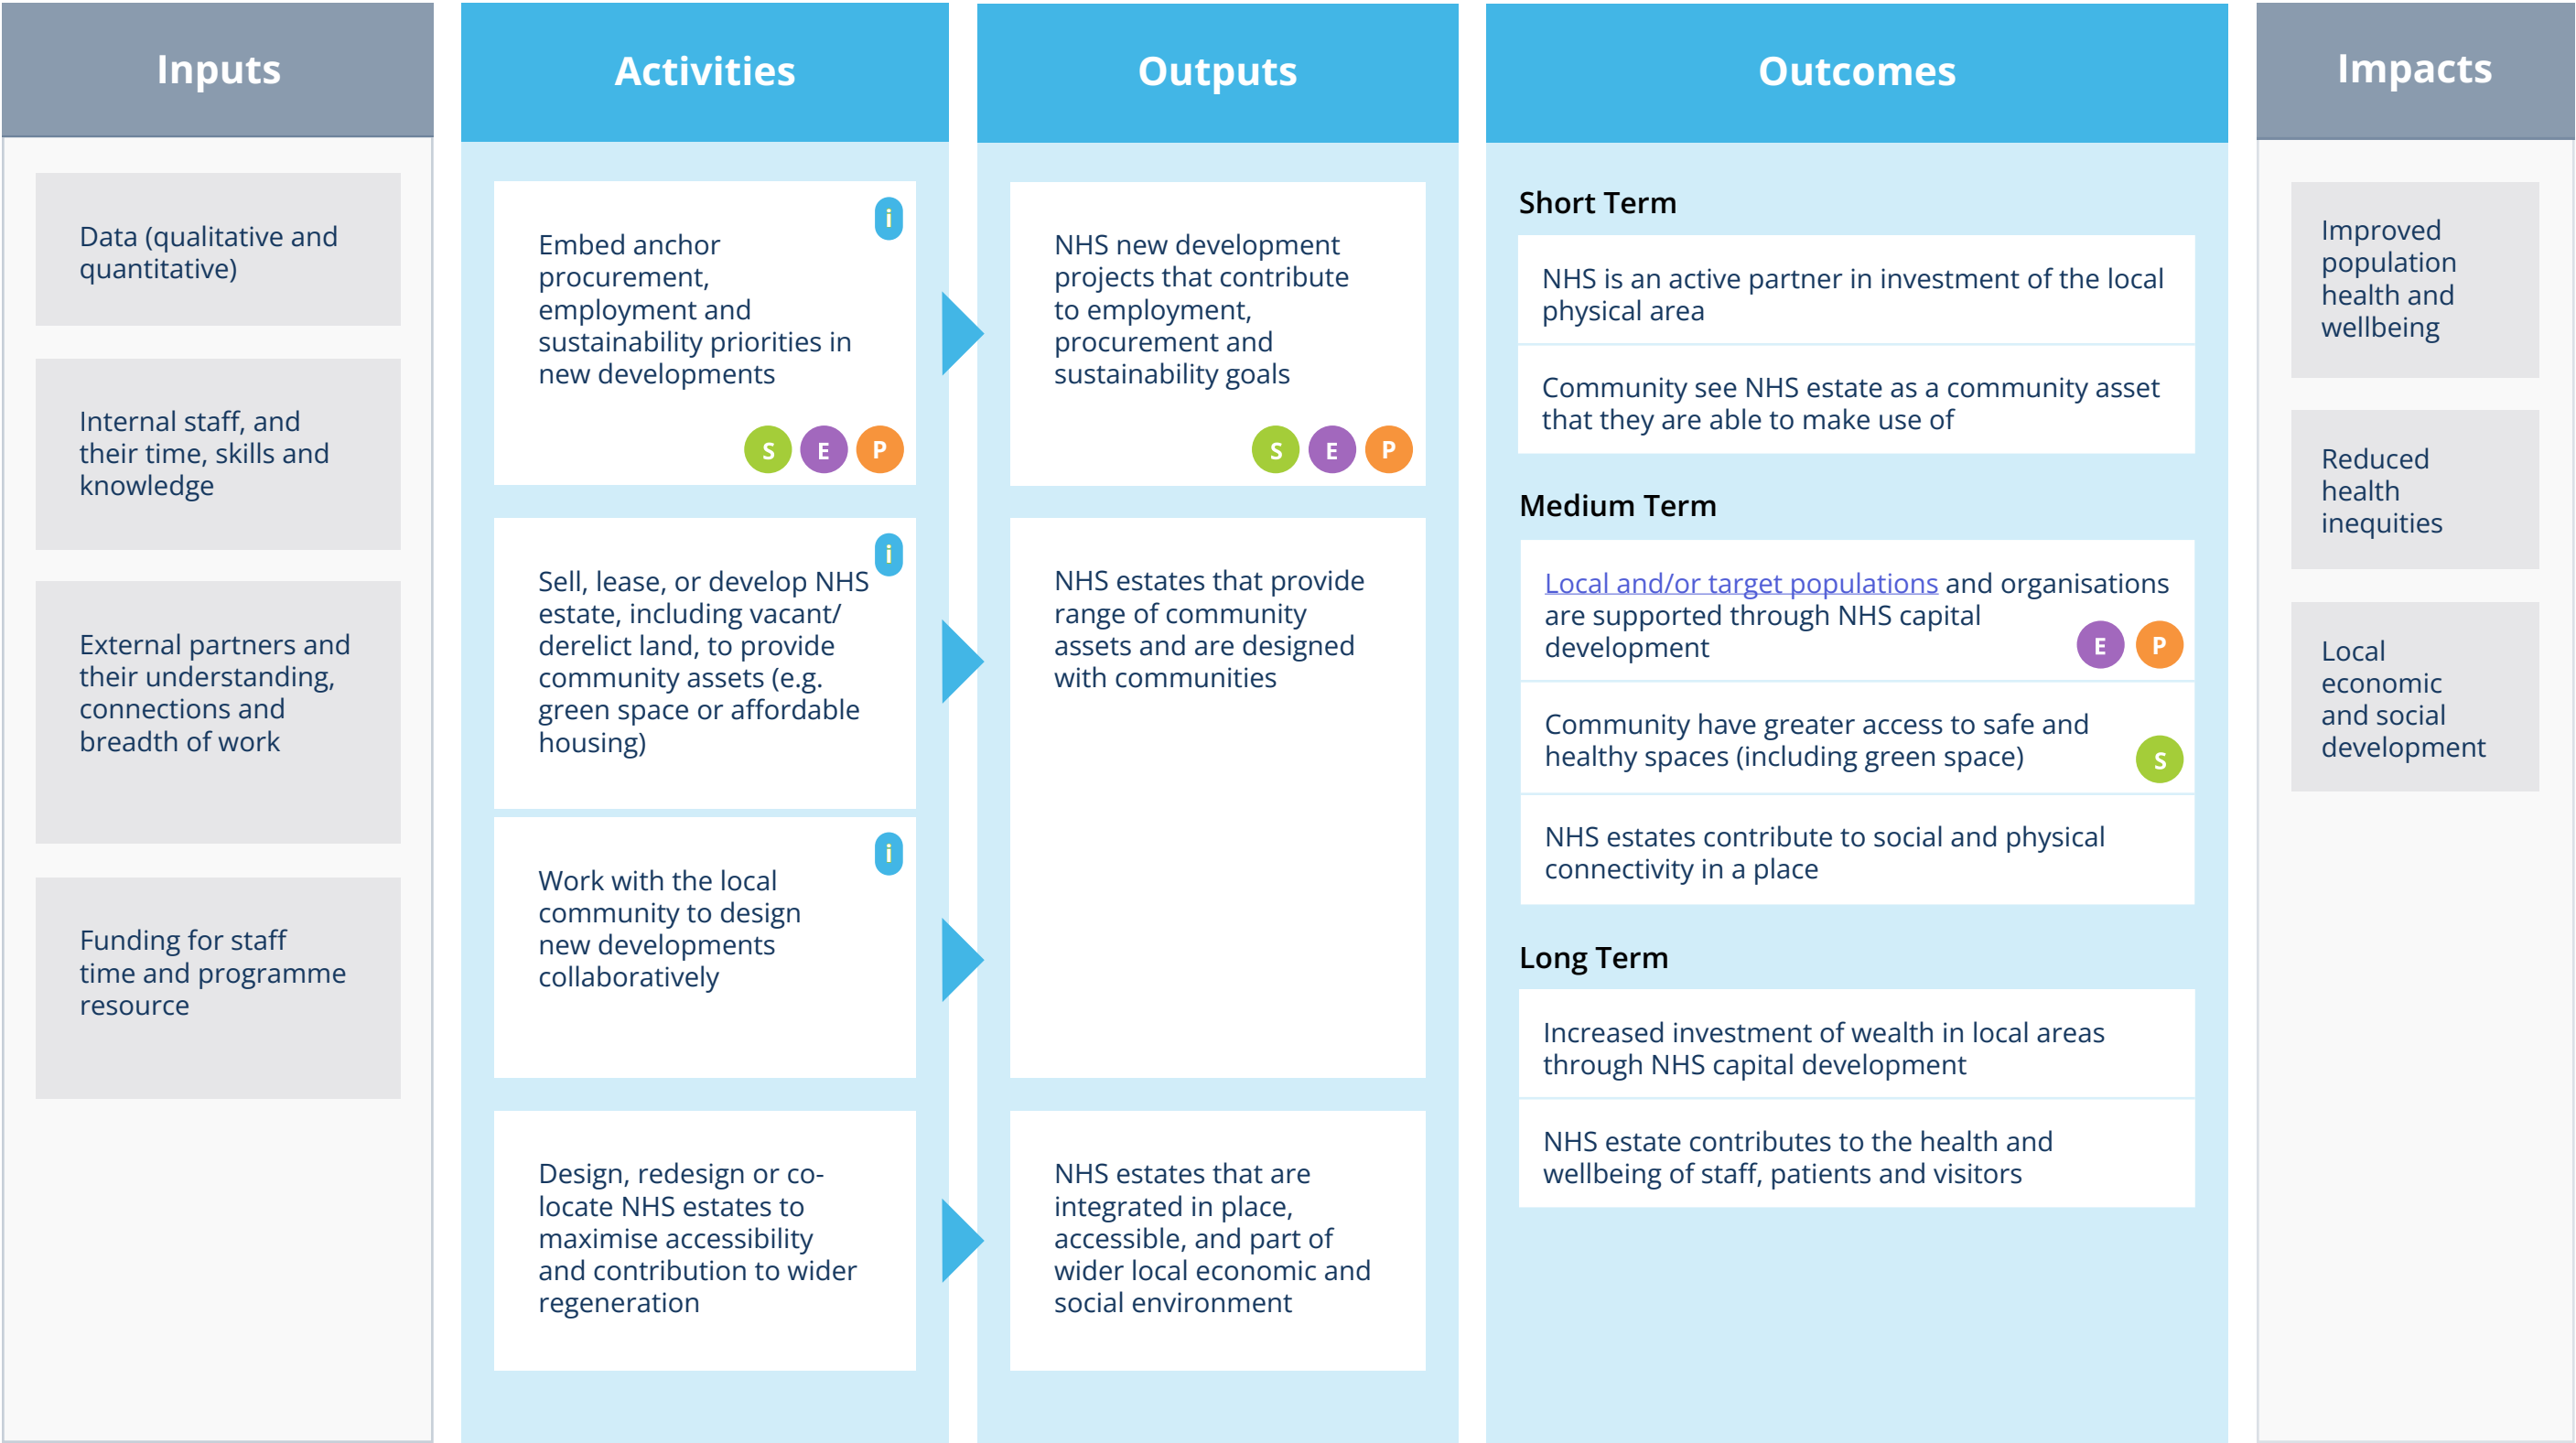 Inputs
Data (qualitative and
quantitative)
Internal staff, and
their time, skills and
knowledge
External partners and
their understanding,
connections and
breadth of work
Funding for staff
time and programme
resource
Activities
i
Embed anchor
procurement,
employment and
sustainability priorities in
new developments
S E P
i
Sell, lease, or develop NHS
estate, including vacant/
derelict land, to provide
community assets (e.g.
green space or affordable
housing)
i
Work with the local
community to design
new developments
collaboratively
Design, redesign or co-
locate NHS estates to
maximise accessibility
and contribution to wider
regeneration
Outputs
NHS new development
projects that contribute
to employment,
procurement and
sustainability goals
S E P
NHS estates that provide
range of community
assets and are designed
with communities
NHS estates that are
integrated in place,
accessible, and part of
wider local economic and
social environment
Outcomes
Short Term
NHS is an active partner in investment of the local
physical area
Community see NHS estate as a community asset
that they are able to make use of
Medium Term
Local and/or target populations and organisations
are supported through NHS capital
development
E P
Community have greater access to safe and
healthy spaces (including green space)
S
NHS estates contribute to social and physical
connectivity in a place
Long Term
Increased investment of wealth in local areas
through NHS capital development
NHS estate contributes to the health and
wellbeing of staff, patients and visitors
Impacts
Improved
population
health and
wellbeing
Reduced
health
inequities
Local
economic
and social
development